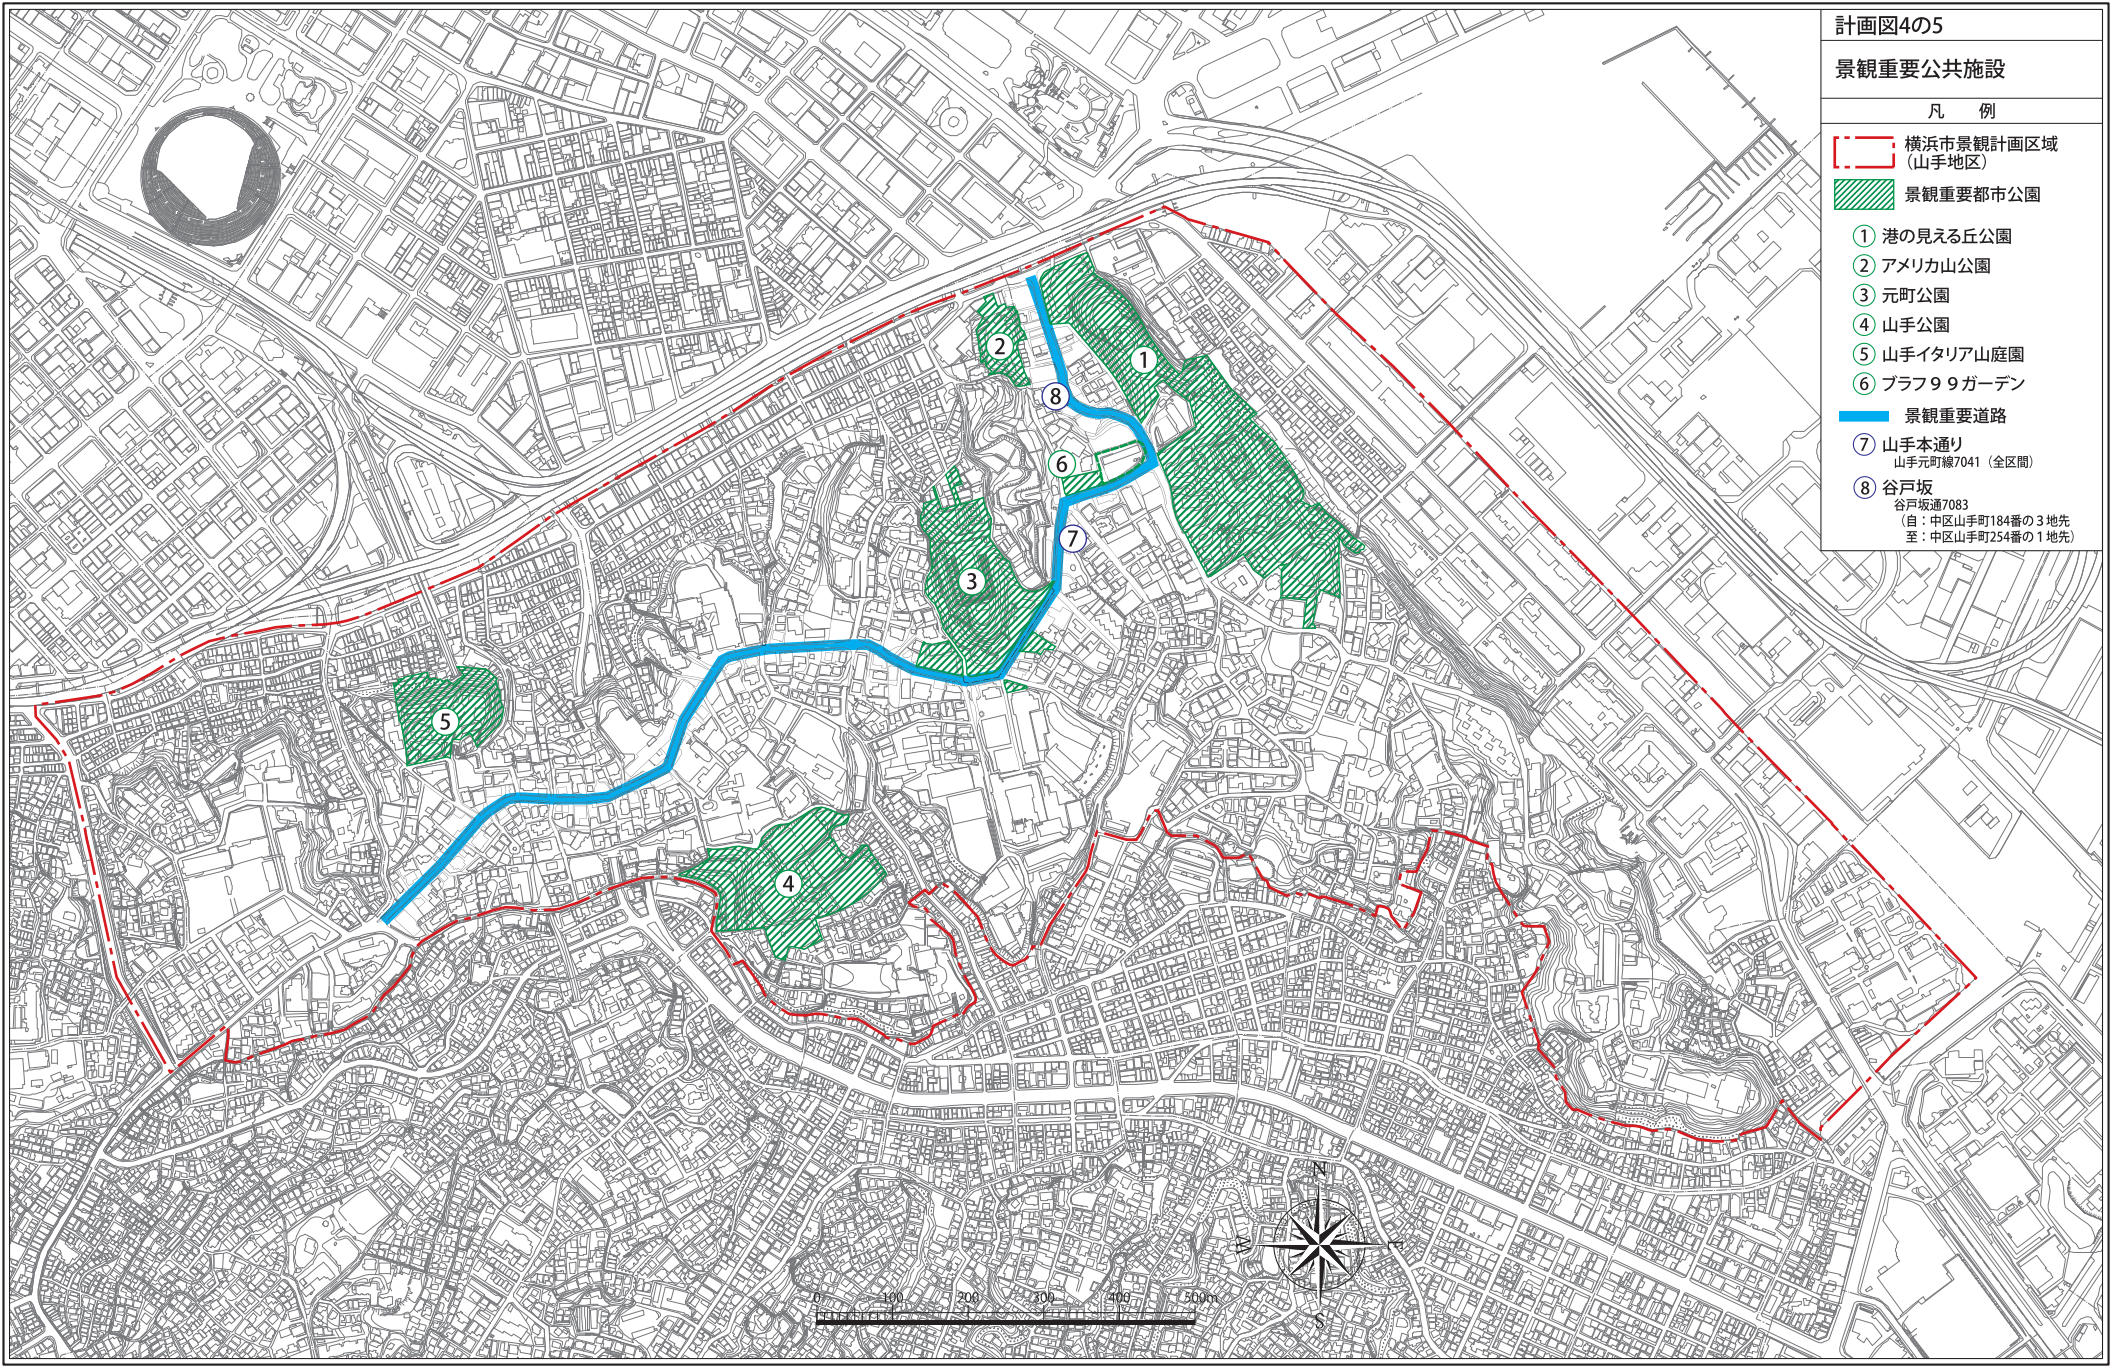 計画図4の5
景観重要公共施設
凡　例
横浜市景観計画区域
（山手地区）
景観重要都市公園
① 港の見える丘公園
② アメリカ山公園
③ 元町公園
④ 山手公園
⑤ 山手イタリア山庭園
⑥ ブラフ９９ガーデン
景観重要道路
⑦ 山手本通り
山手元町線7041（全区間）
⑧ 谷戸坂
谷戸坂通7083
（自：中区山手町184番の３地先
至：中区山手町254番の１地先）
2
1
8
6
7
3
5
4
N
W
E
S
0 100 200 300 400 500m